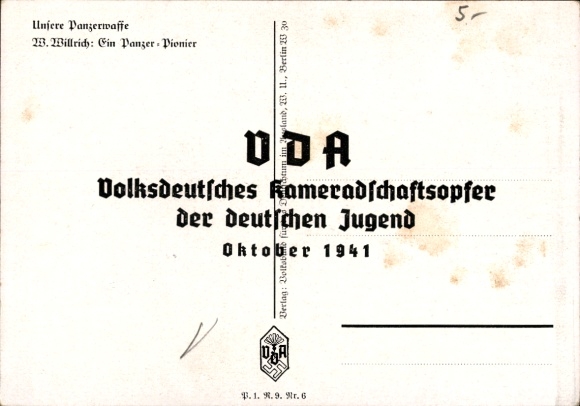 Unsere Panzerwaffe
W. Willrich: Ein Panzer-Pionier
5.-
VDA
Volksdeutsches Kameradschaftsopfer
der deutschen Jugend
Oktober 1941
Verlag: Volksbund für das Deutschtum im Ausland, W. U., Berlin W 30
VDA
P. 1. R. 9. Nr. 6